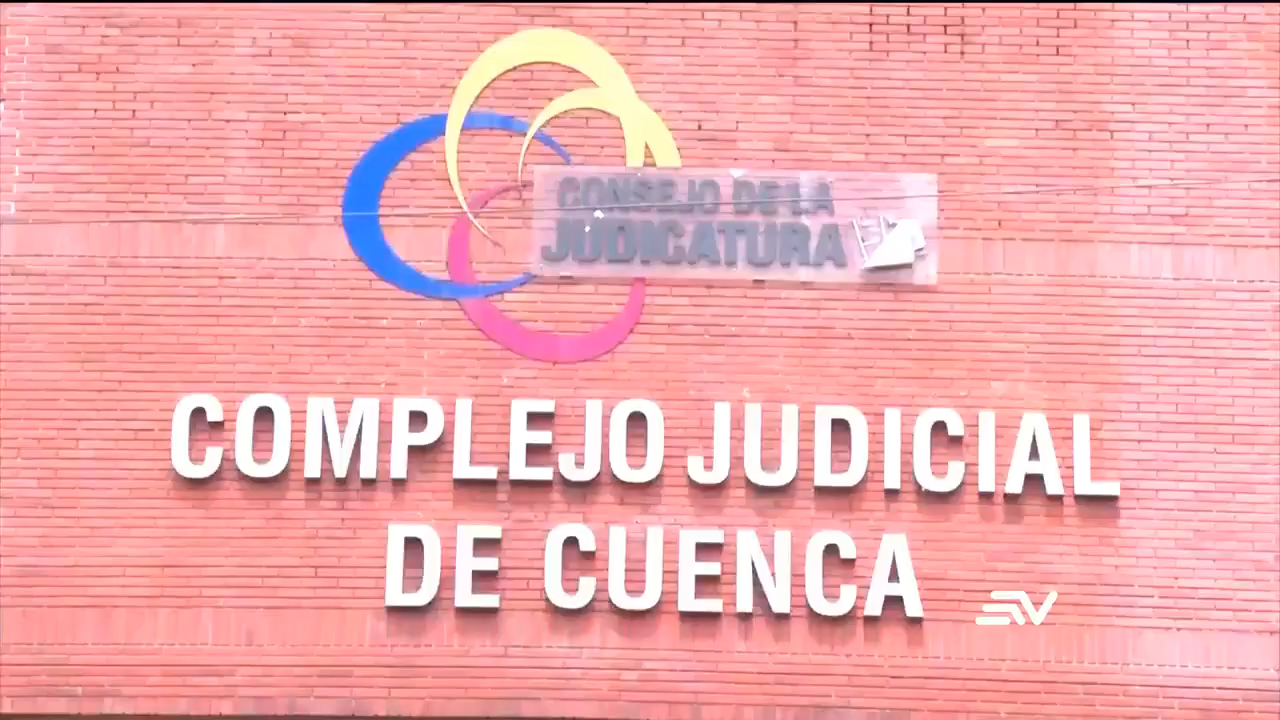 CONSEJO DE LA
JUDICATURA
COMPLEJO JUDICIAL
DE CUENCA